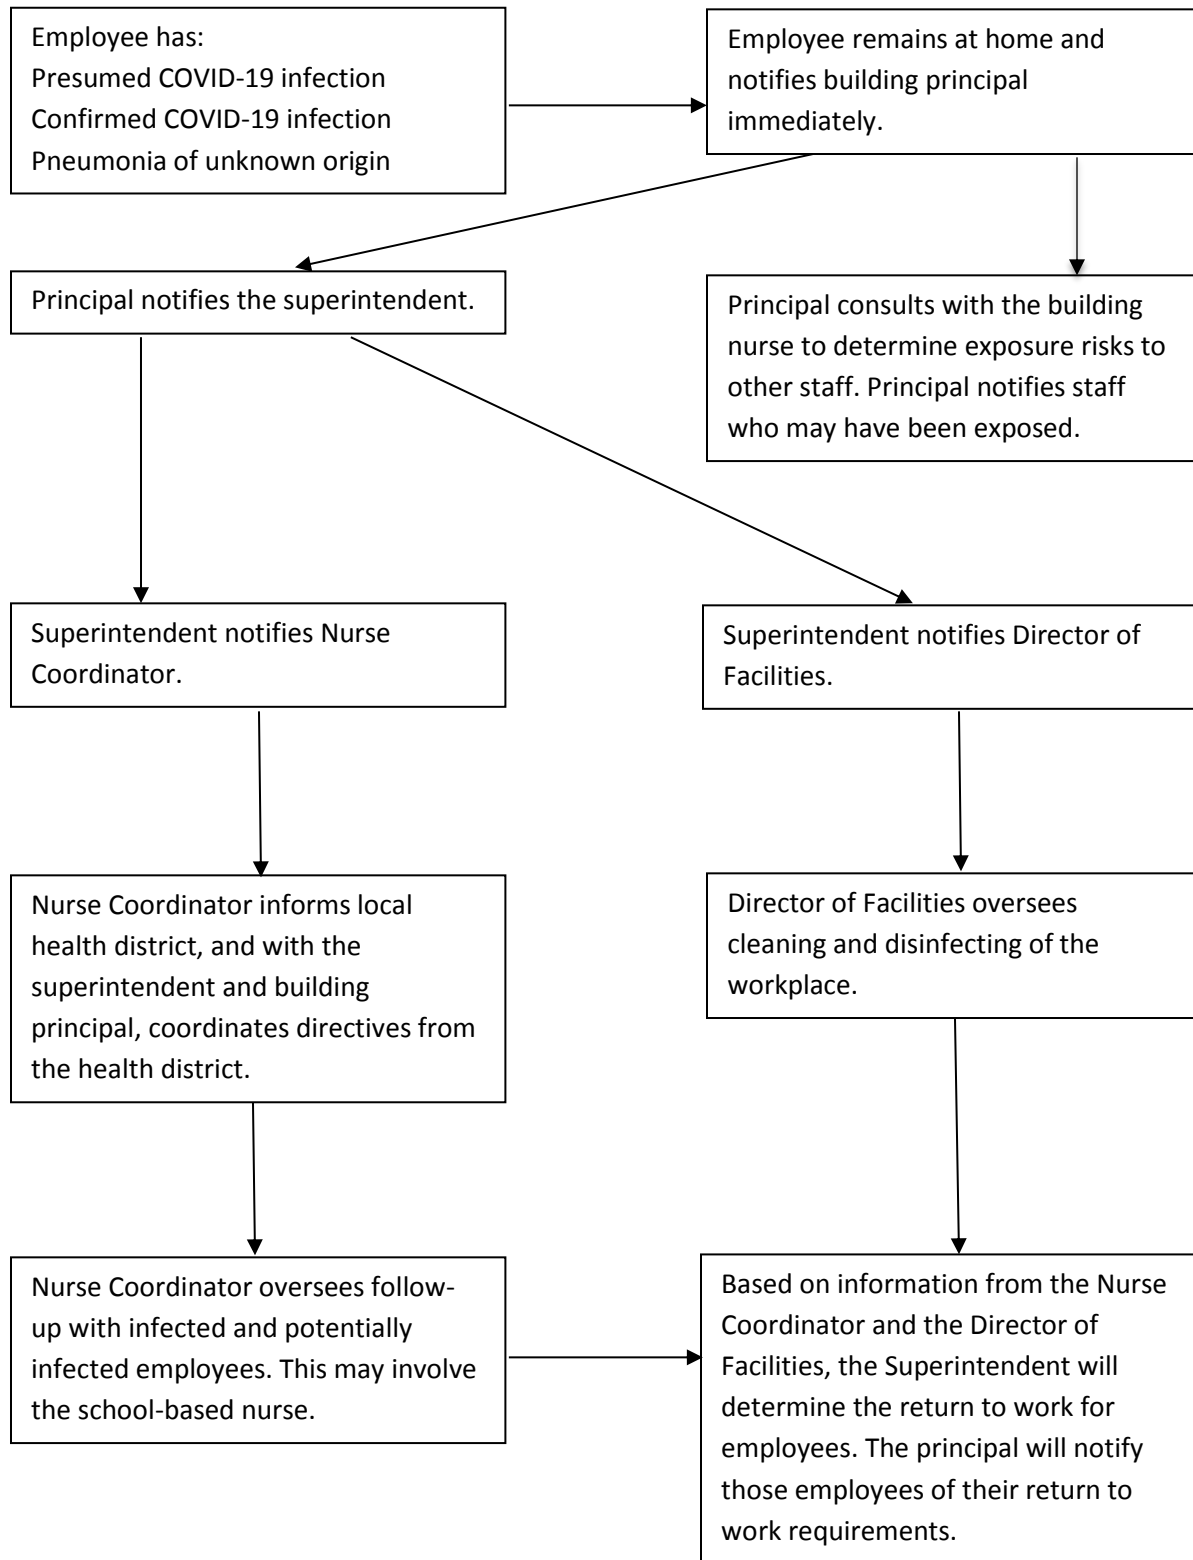 Employee has:
Presumed COVID-19 infection
Confirmed COVID-19 infection
Pneumonia of unknown origin
Employee remains at home and
notifies building principal
immediately.
Principal notifies the superintendent.
Principal consults with the building
nurse to determine exposure risks to
other staff. Principal notifies staff
who may have been exposed.
Superintendent notifies Nurse
Coordinator.
Superintendent notifies Director of
Facilities.
Nurse Coordinator informs local
health district, and with the
superintendent and building
principal, coordinates directives from
the health district.
Director of Facilities oversees
cleaning and disinfecting of the
workplace.
Nurse Coordinator oversees follow-
up with infected and potentially
infected employees. This may involve
the school-based nurse.
Based on information from the Nurse
Coordinator and the Director of
Facilities, the Superintendent will
determine the return to work for
employees. The principal will notify
those employees of their return to
work requirements.